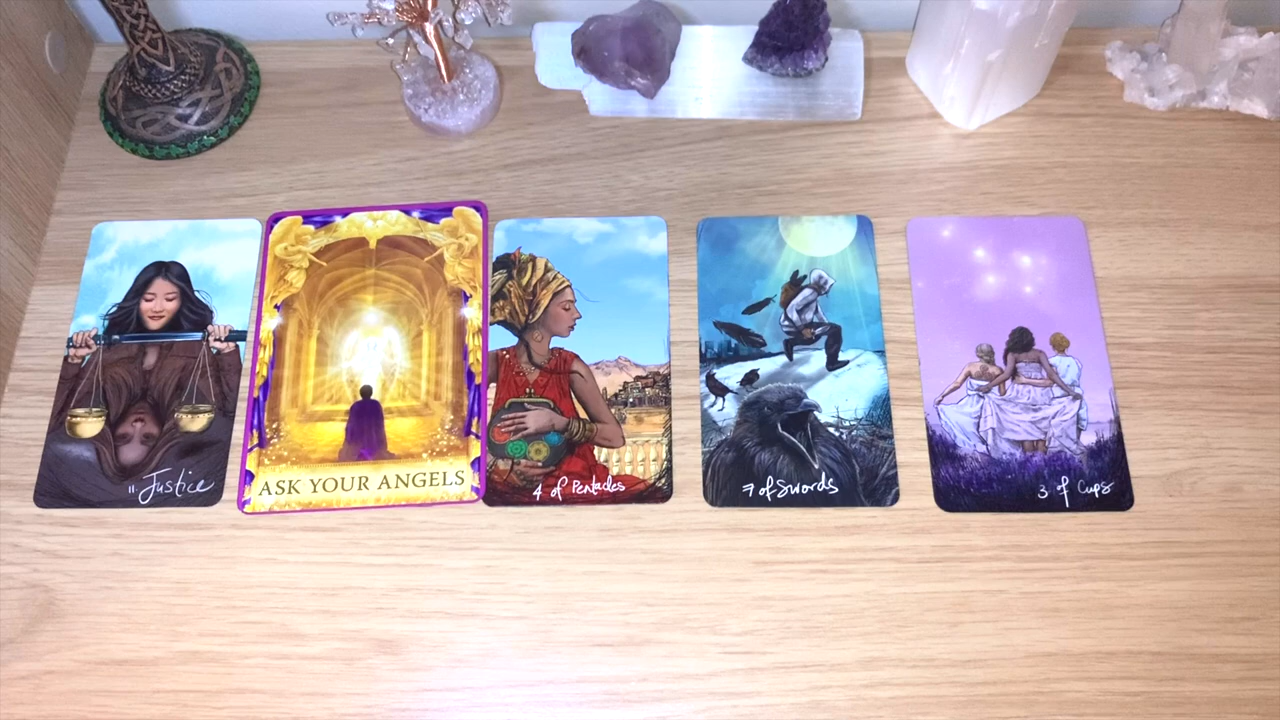 11. Justice
ASK YOUR ANGELS
4 of Pentacles
7 of Swords
3 of Cups